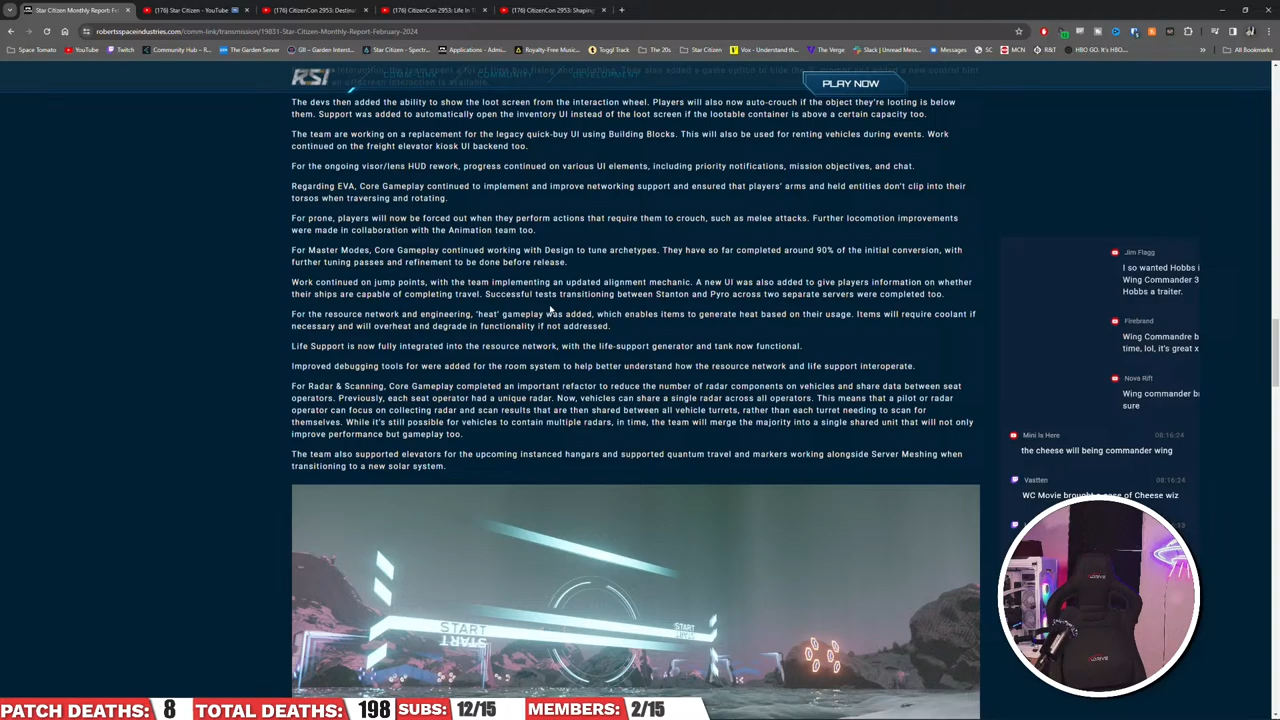 Star Citizen Monthly Report: Feb
(176) Star Citizen - YouTube
(176) CitizenCon 2953: Destina
(176) CitizenCon 2953: Life In T
(176) CitizenCon 2953: Shaping
robertsspaceindustries.com/comm-link/transmission/19831-Star-Citizen-Monthly-Report-February-2024
Space Tomato
YouTube
Twitch
Community Hub - R...
The Garden Server
GII – Garden Interst...
Star Citizen - Spectr...
Applications - Admi...
Royalty-Free Music...
Toggl Track
The 20s
Star Citizen
Vox - Understand th...
The Verge
Slack | Unread Mess...
Messages
SC
MCN
R&T
HBO GO. It's HBO...
All Bookmarks
RSI
COMM-LINK
COMMUNITY
DEVELOPMENT
PLAY NOW
The devs then added the ability to show the loot screen from the interaction wheel. Players will also now auto-crouch if the object they're looting is below
them. Support was added to automatically open the inventory UI instead of the loot screen if the lootable container is above a certain capacity too.
The team are working on a replacement for the legacy quick-buy UI using Building Blocks. This will also be used for renting vehicles during events. Work
continued on the freight elevator kiosk UI backend too.
For the ongoing visor/lens HUD rework, progress continued on various UI elements, including priority notifications, mission objectives, and chat.
Regarding EVA, Core Gameplay continued to implement and improve networking support and ensured that players' arms and held entities don't clip into their
torsos when traversing and rotating.
For prone, players will now be forced out when they perform actions that require them to crouch, such as melee attacks. Further locomotion improvements
were made in collaboration with the Animation team too.
For Master Modes, Core Gameplay continued working with Design to tune archetypes. They have so far completed around 90% of the initial conversion, with
further tuning passes and refinement to be done before release.
Work continued on jump points, with the team implementing an updated alignment mechanic. A new UI was also added to give players information on whether
their ships are capable of completing travel. Successful tests transitioning between Stanton and Pyro across two separate servers were completed too.
For the resource network and engineering, 'heat' gameplay was added, which enables items to generate heat based on their usage. Items will require coolant if
necessary and will overheat and degrade in functionality if not addressed.
Life Support is now fully integrated into the resource network, with the life-support generator and tank now functional.
Improved debugging tools for were added for the room system to help better understand how the resource network and life support interoperate.
For Radar & Scanning, Core Gameplay completed an important refactor to reduce the number of radar components on vehicles and share data between seat
operators. Previously, each seat operator had a unique radar. Now, vehicles can share a single radar across all operators. This means that a pilot or radar
operator can focus on collecting radar and scan results that are then shared between all vehicle turrets, rather than each turret needing to scan for
themselves. While it's still possible for vehicles to contain multiple radars, in time, the team will merge the majority into a single shared unit that will not only
improve performance but gameplay too.
The team also supported elevators for the upcoming instanced hangars and supported quantum travel and markers working alongside Server Meshing when
transitioning to a new solar system.
START
START
START
Jim Flagg
I so wanted Hobbs i
Wing Commander 3
Hobbs a traiter.
Firebrand
Wing Commandre b
time, lol, it's great x
Nova Rift
Wing commander b
sure
Mini Is Here 08:16:24
the cheese will being commander wing
Vastten 08:16:24
WC Movie brought a case of Cheese wiz
PATCH DEATHS: 8
TOTAL DEATHS: 198
SUBS: 12/15
MEMBERS: 2/15